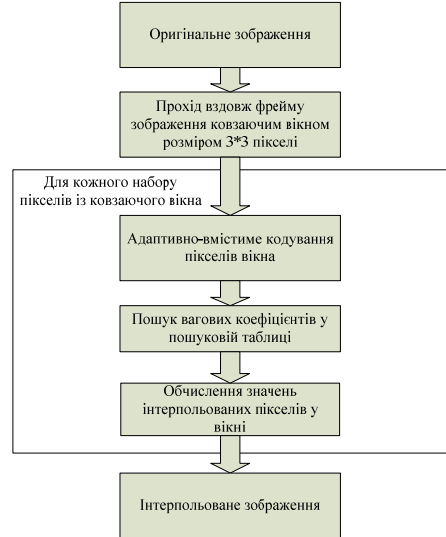 Оригінальне зображення
Прохід вздовж фрейму
зображення ковзаючим вікном
розміром 3*3 пікселі
Для кожного набору
пікселів із ковзаючого вікна
Адаптивно-вмістиме кодування
пікселів вікна
Пошук вагових коефіцієнтів у
пошуковій таблиці
Обчислення значень
інтерпольованих пікселів у
вікні
Інтерпольоване зображення